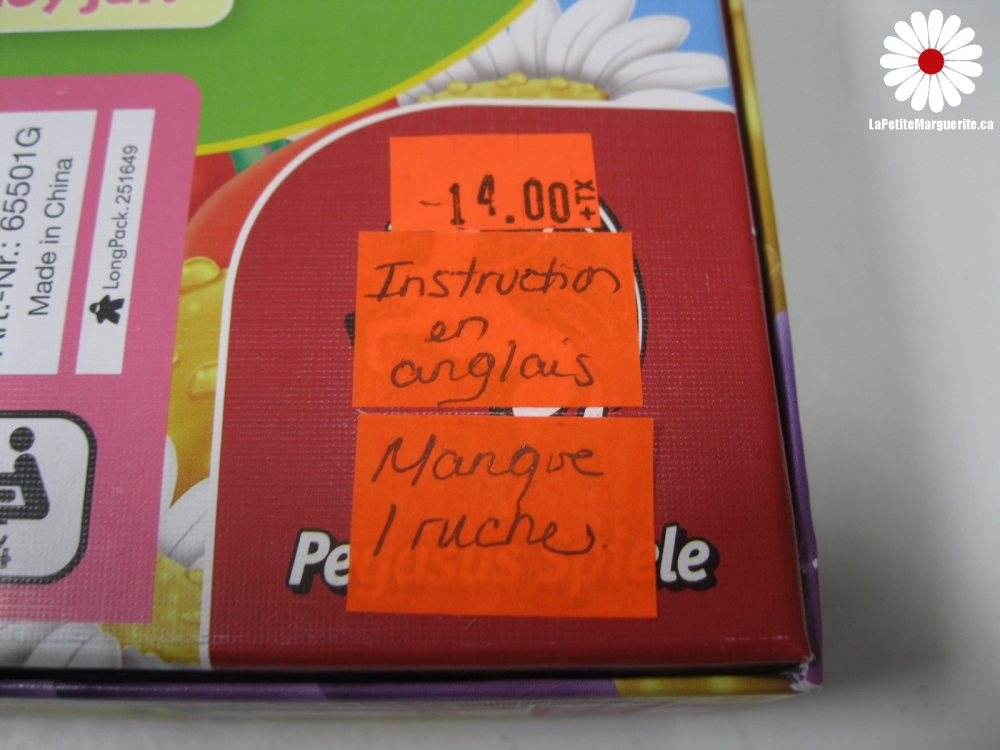 LaPetiteMarguerite.ca
-14.00 +TX
Instruction
en
anglais
Manque
1 ruche
Pegasus Spiele
Art.-Nr.: 65501G
Made in China
LongPack. 251649